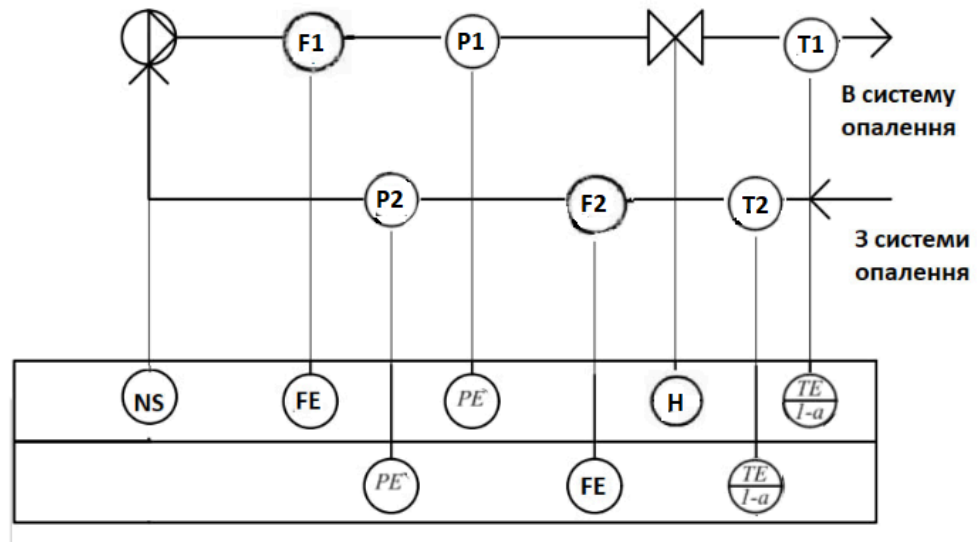 F1
P1
T1
В систему
опалення
P2
F2
T2
З системи
опалення
NS
FE
PE
H
TE
1-a
PE
FE
TE
1-a